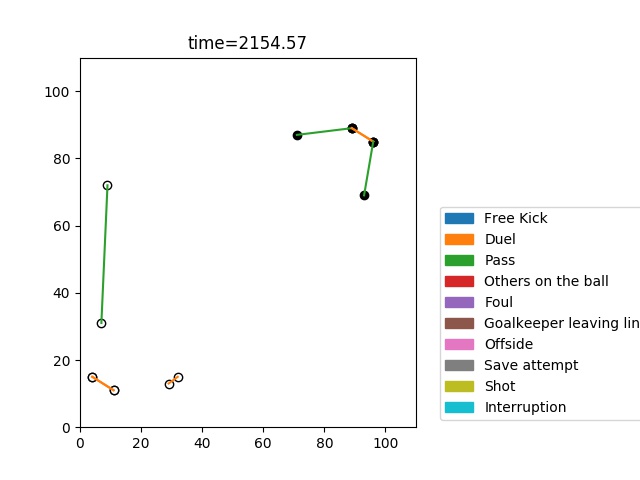 time=2154.57
100
80
60
40
20
0
0 20 40 60 80 100
Free Kick
Duel
Pass
Others on the ball
Foul
Goalkeeper leaving lin
Offside
Save attempt
Shot
Interruption